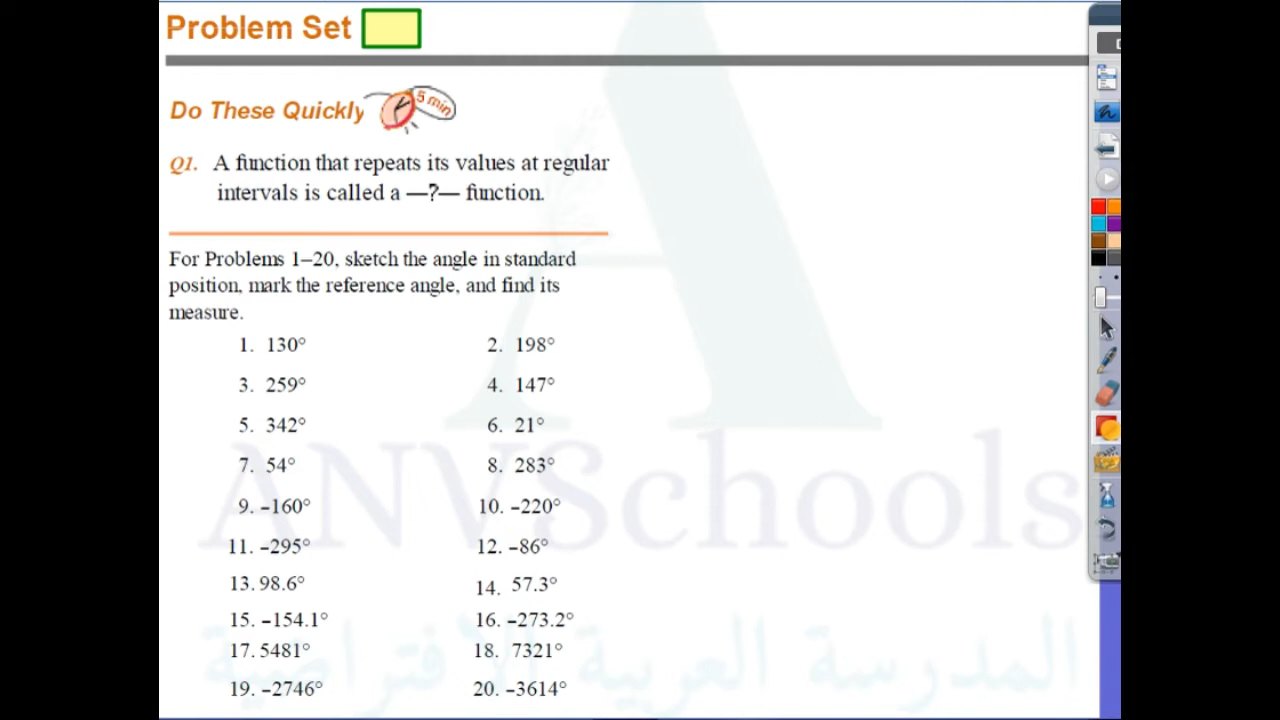 Problem Set
Do These Quickly 5 min
Q1. A function that repeats its values at regular
intervals is called a —?— function.
For Problems 1–20, sketch the angle in standard
position, mark the reference angle, and find its
measure.
1. 130° 2. 198°
3. 259° 4. 147°
5. 342° 6. 21°
7. 54° 8. 283°
9. –160° 10. –220°
11. –295° 12. –86°
13. 98.6° 14. 57.3°
15. –154.1° 16. –273.2°
17. 5481° 18. 7321°
19. –2746° 20. –3614°
ANVSchools
المدرسة العربية الافتراضية